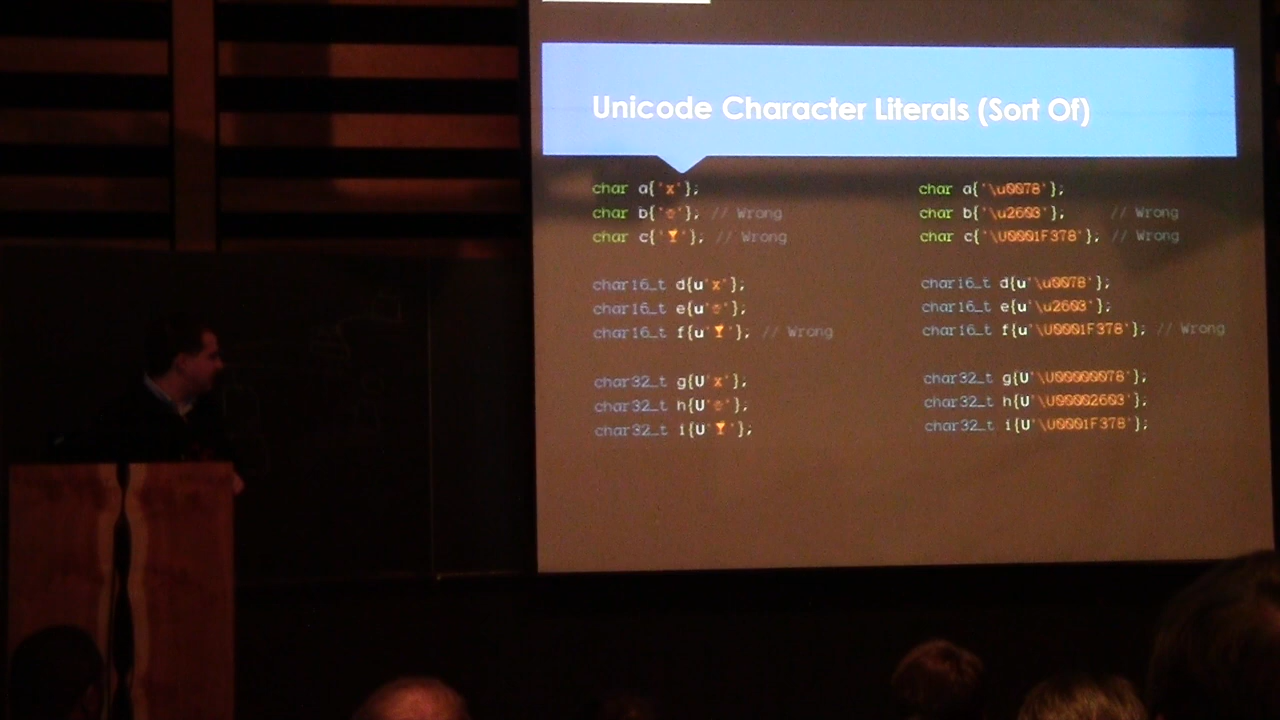 Unicode Character Literals (Sort Of)
char a{'x'};
char b{'☃'}; // Wrong
char c{'🍸'}; // Wrong
char16_t d{u'x'};
char16_t e{u'☃'};
char16_t f{u'🍸'}; // Wrong
char32_t g{U'x'};
char32_t h{U'☃'};
char32_t i{U'🍸'};
char a{'\u0078'};
char b{'\u2603'}; // Wrong
char c{'\U0001F378'}; // Wrong
char16_t d{u'\u0078'};
char16_t e{u'\u2603'};
char16_t f{u'\U0001F378'}; // Wrong
char32_t g{U'\U00000078'};
char32_t h{U'\U00002603'};
char32_t i{U'\U0001F378'};